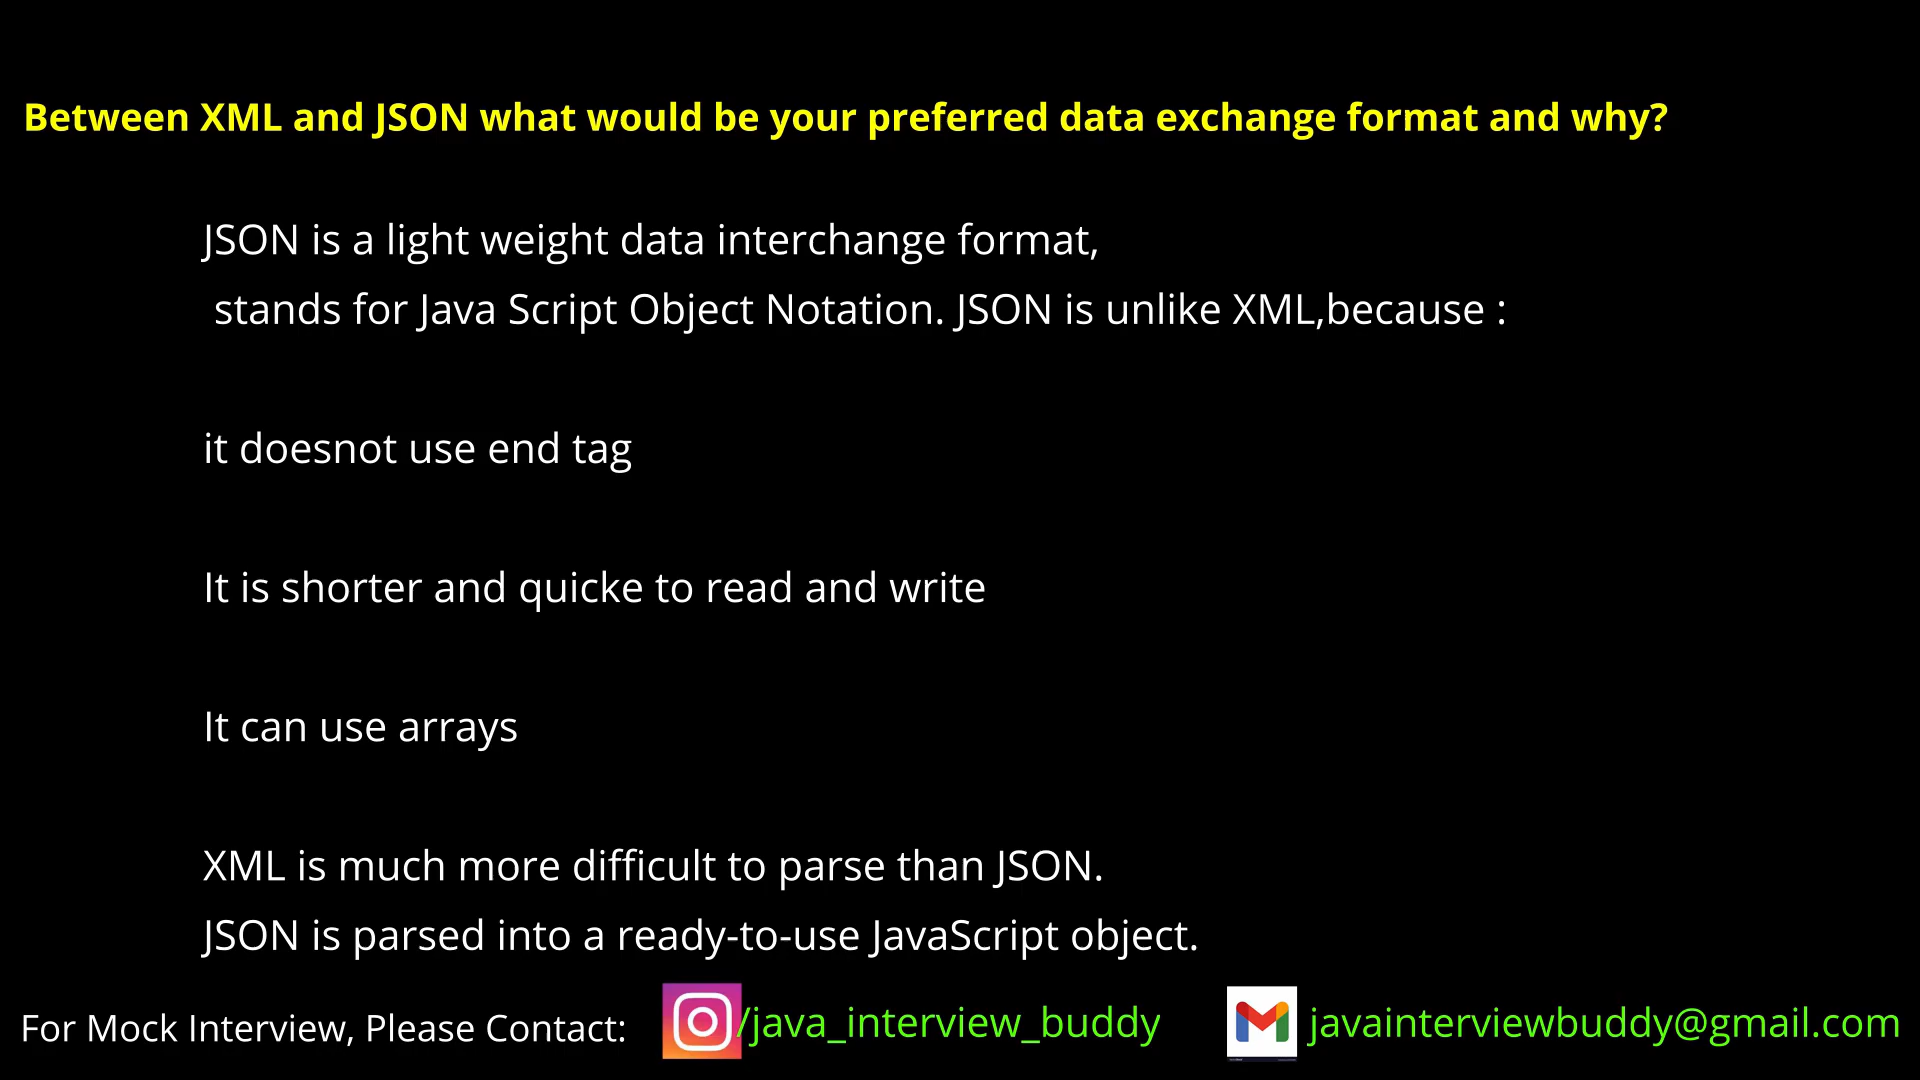 Between XML and JSON what would be your preferred data exchange format and why?
JSON is a light weight data interchange format,
stands for Java Script Object Notation. JSON is unlike XML,because :
it doesnot use end tag
It is shorter and quicke to read and write
It can use arrays
XML is much more difficult to parse than JSON.
JSON is parsed into a ready-to-use JavaScript object.
For Mock Interview, Please Contact: /java_interview_buddy javainterviewbuddy@gmail.com